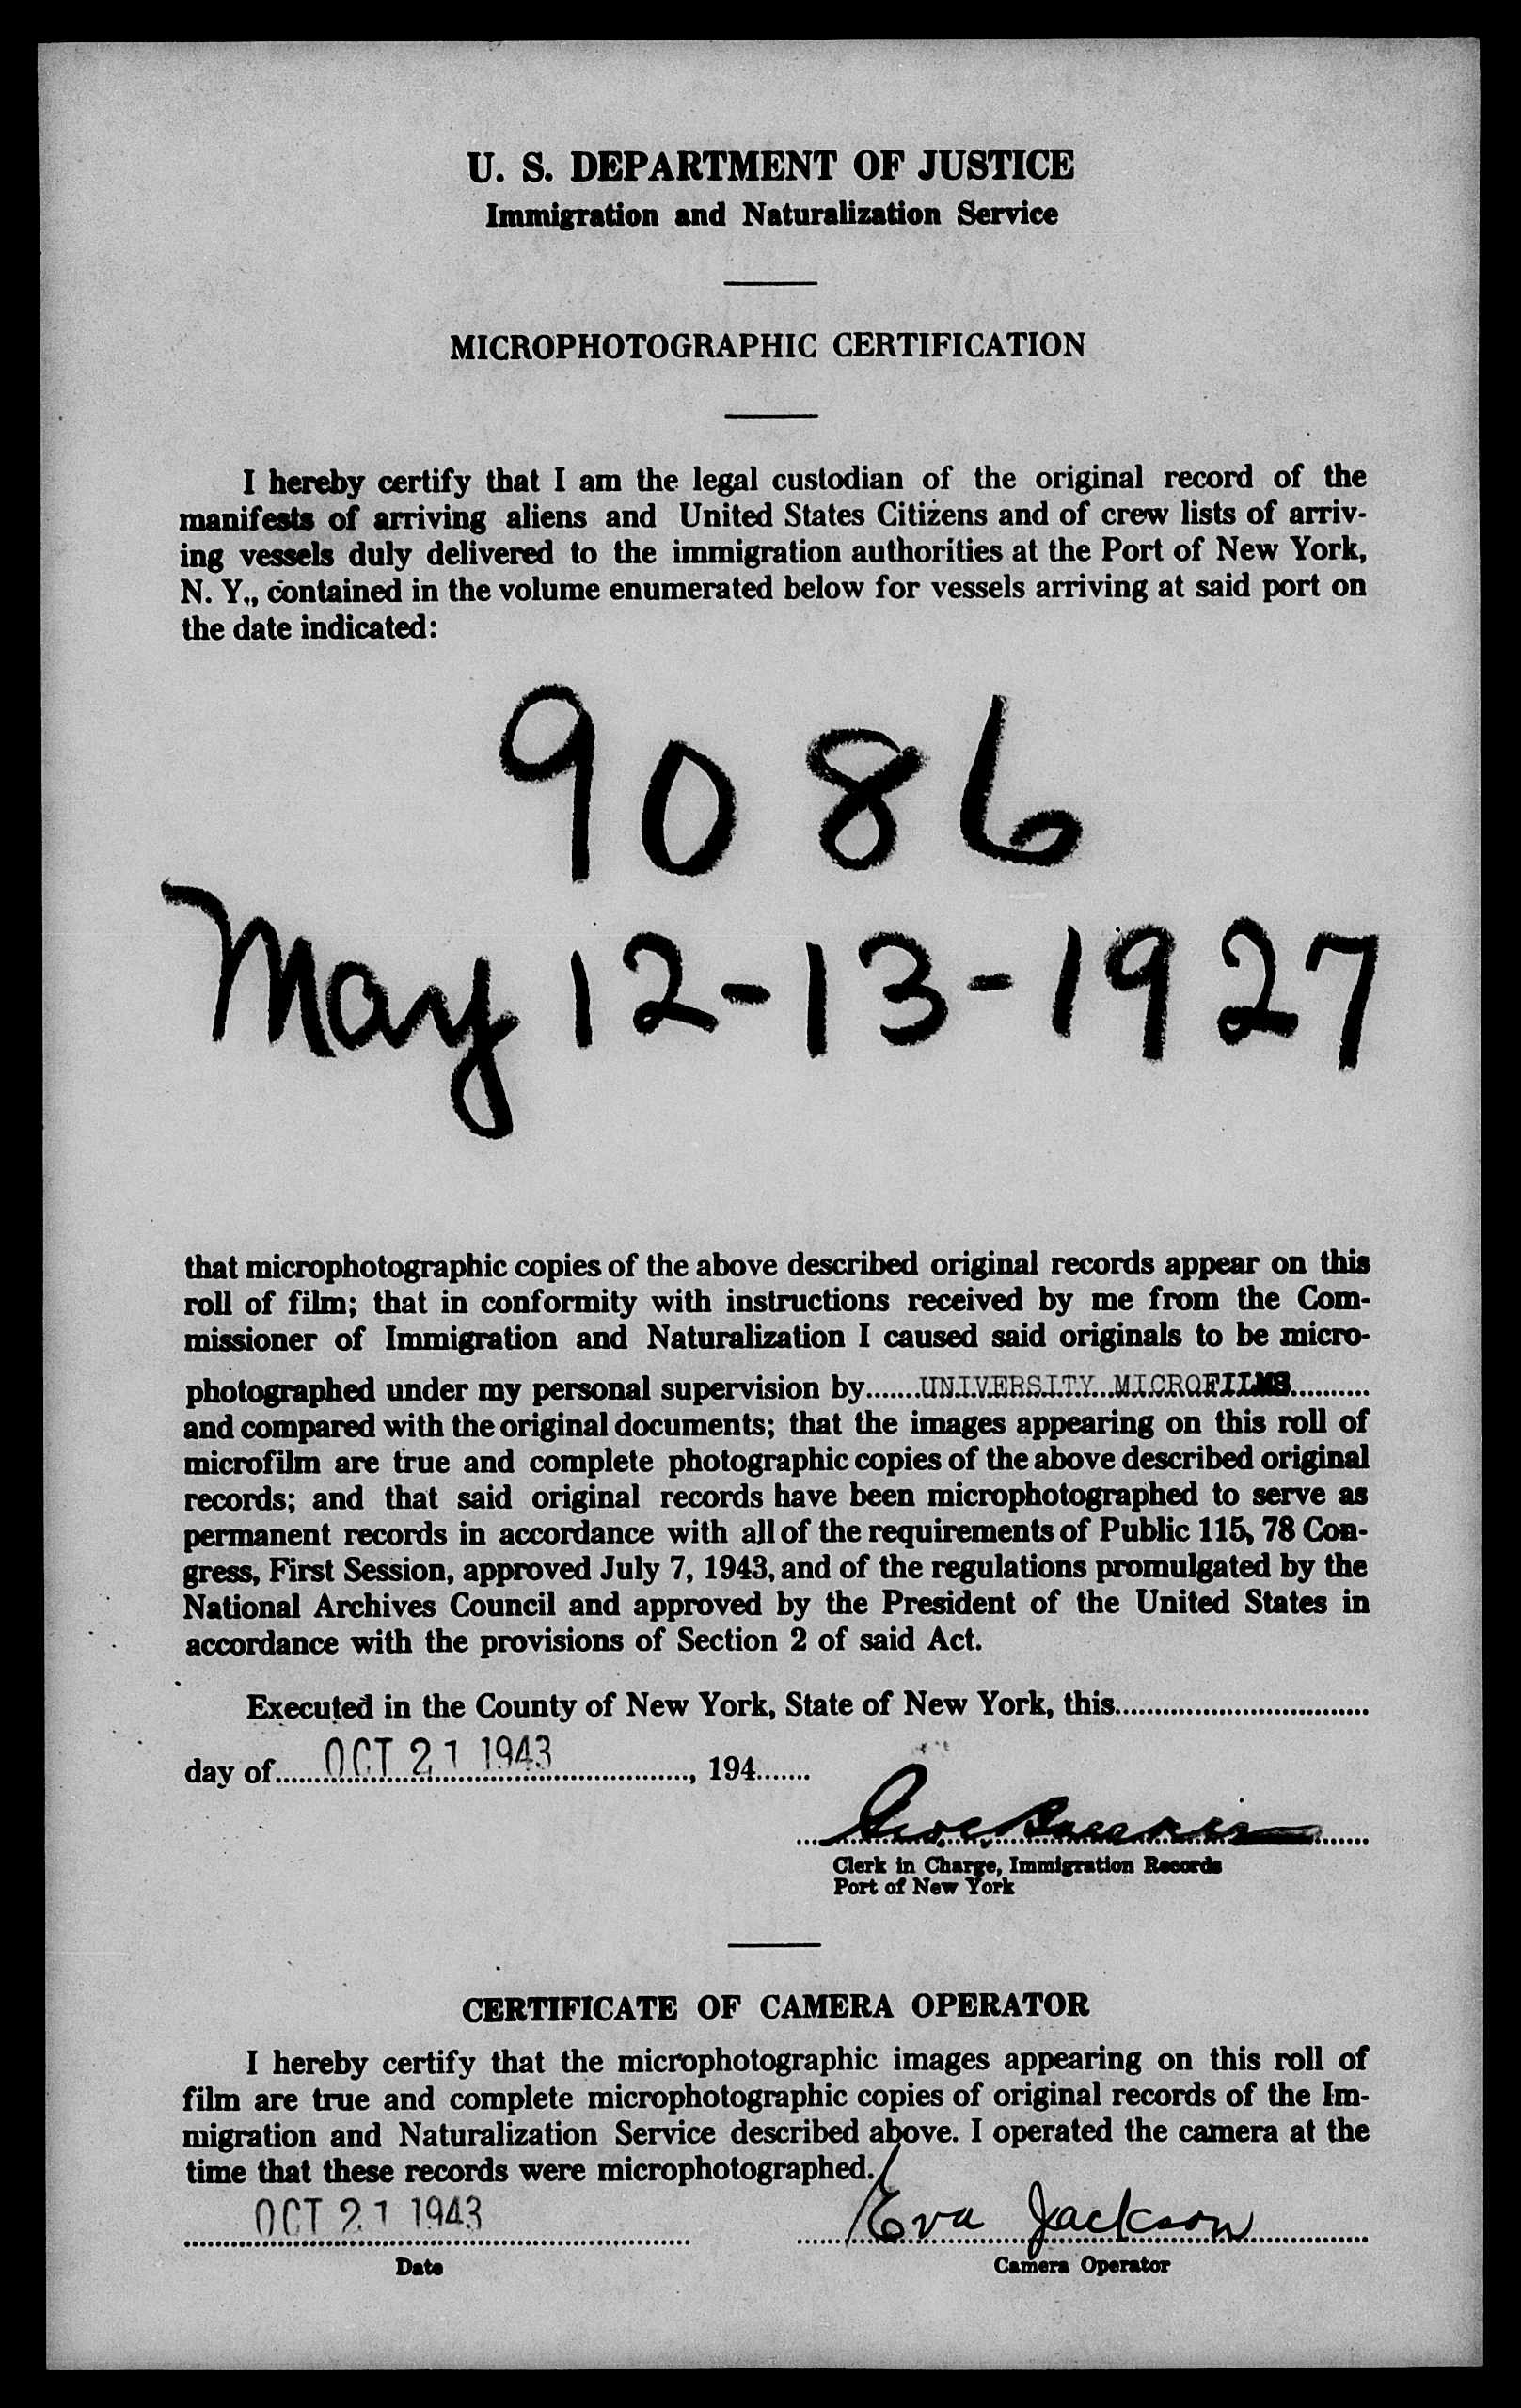 U. S. DEPARTMENT OF JUSTICE
Immigration and Naturalization Service
MICROPHOTOGRAPHIC CERTIFICATION
I hereby certify that I am the legal custodian of the original record of the
manifests of arriving aliens and United States Citizens and of crew lists of arriv-
ing vessels duly delivered to the immigration authorities at the Port of New York,
N. Y., contained in the volume enumerated below for vessels arriving at said port on
the date indicated:
9086
May 12-13-1927
that microphotographic copies of the above described original records appear on this
roll of film; that in conformity with instructions received by me from the Com-
missioner of Immigration and Naturalization I caused said originals to be micro-
photographed under my personal supervision by.......UNIVERSITY MICROFILMS..........
and compared with the original documents; that the images appearing on this roll of
microfilm are true and complete photographic copies of the above described original
records; and that said original records have been microphotographed to serve as
permanent records in accordance with all of the requirements of Public 115, 78 Con-
gress, First Session, approved July 7, 1943, and of the regulations promulgated by the
National Archives Council and approved by the President of the United States in
accordance with the provisions of Section 2 of said Act.
Executed in the County of New York, State of New York, this................................
day of......OCT 21 1943.................., 194.......
Clerk in Charge, Immigration Records
Port of New York
CERTIFICATE OF CAMERA OPERATOR
I hereby certify that the microphotographic images appearing on this roll of
film are true and complete microphotographic copies of original records of the Im-
migration and Naturalization Service described above. I operated the camera at the
time that these records were microphotographed.
OCT 21 1943 Eva Jackson
Date Camera Operator